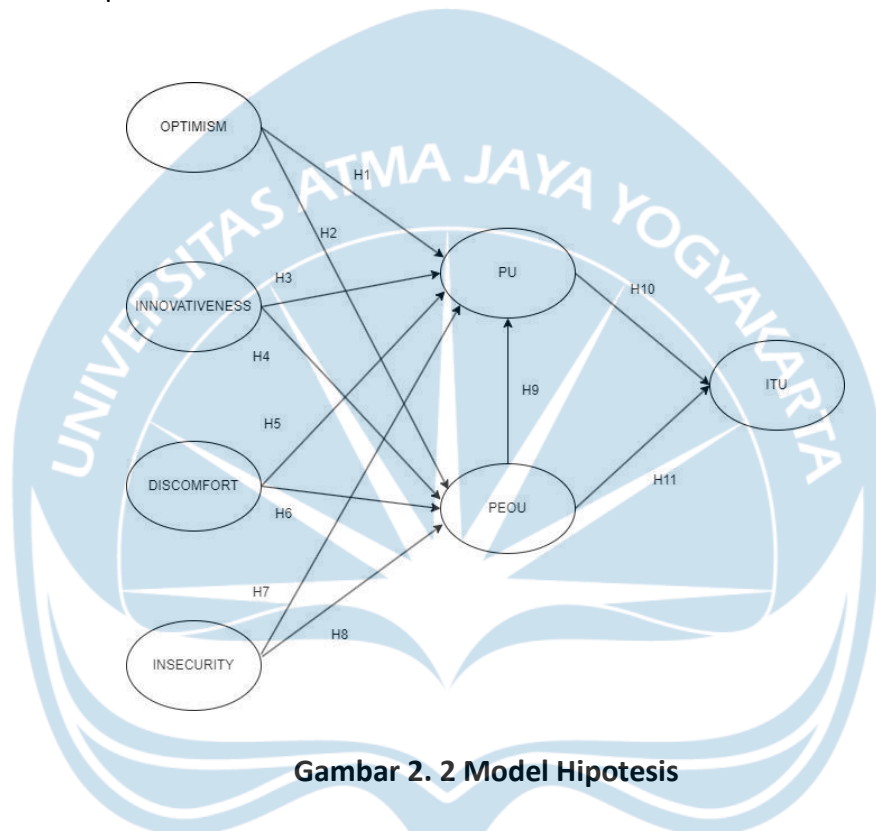 OPTIMISM
UNIVERSITAS ATMA JAYA YOGYAKARTA
H1
H2
PU
H3
H10
INNOVATIVENESS
H4
ITU
H9
H5
DISCOMFORT
H11
H6
PEOU
H7
H8
INSECURITY
Gambar 2. 2 Model Hipotesis